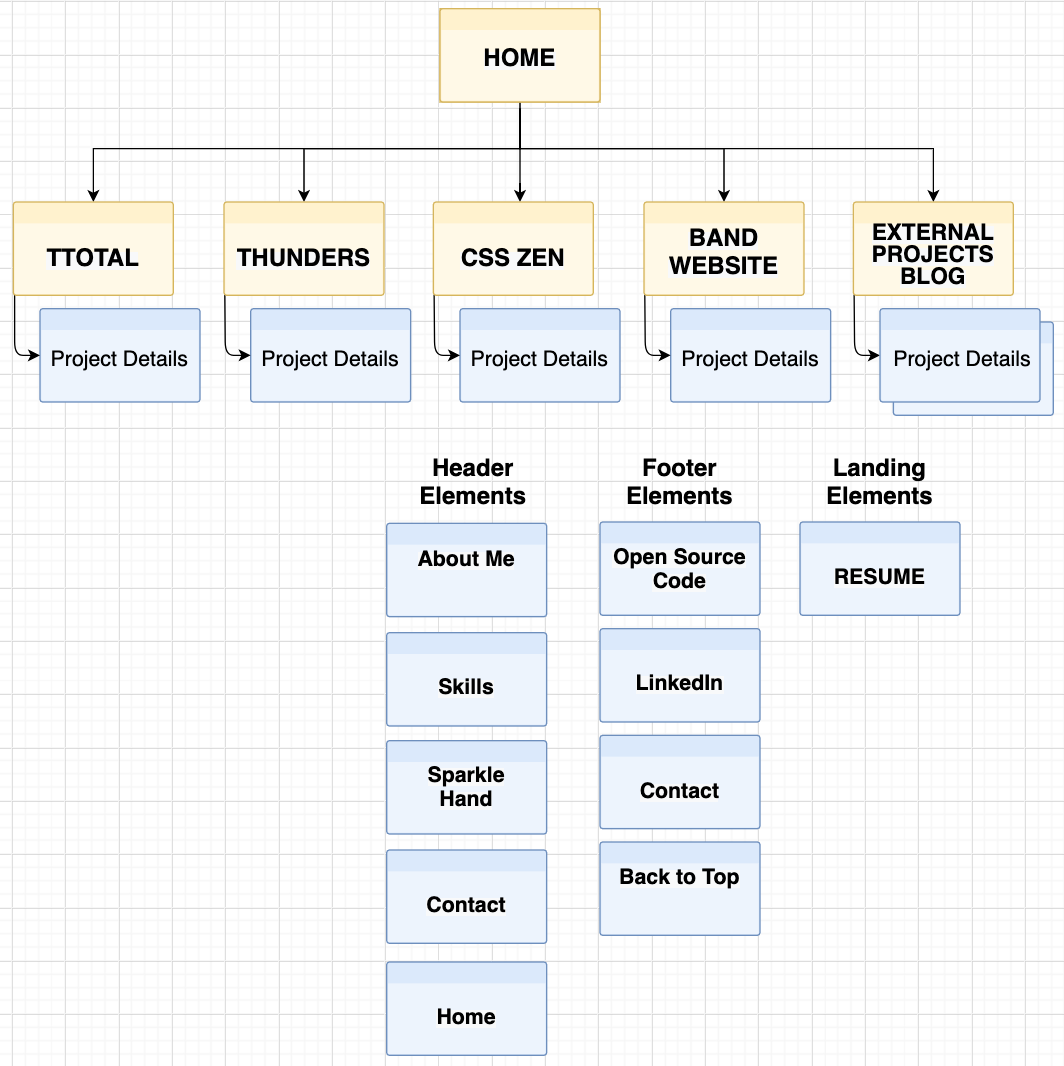 HOME
TTOTAL
THUNDERS
CSS ZEN
BAND
WEBSITE
EXTERNAL
PROJECTS
BLOG
Project Details
Project Details
Project Details
Project Details
Project Details
Header
Elements
About Me
Skills
Sparkle
Hand
Contact
Home
Footer
Elements
Open Source
Code
LinkedIn
Contact
Back to Top
Landing
Elements
RESUME